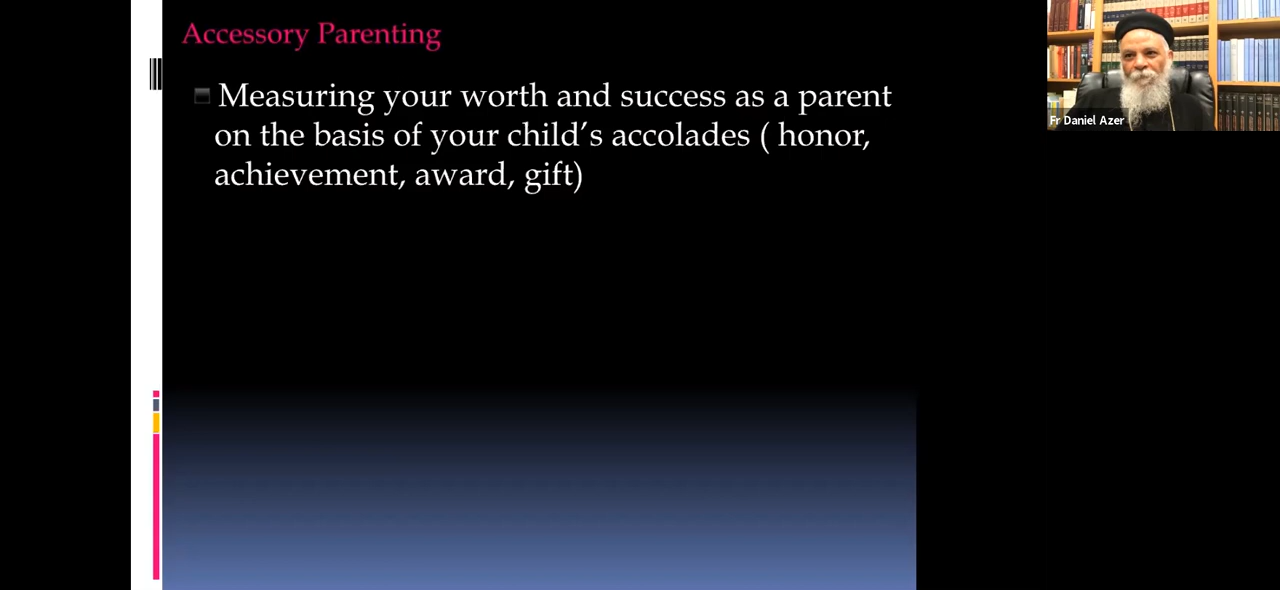 Accessory Parenting
Measuring your worth and success as a parent
on the basis of your child's accolades ( honor,
achievement, award, gift)
Fr Daniel Azer